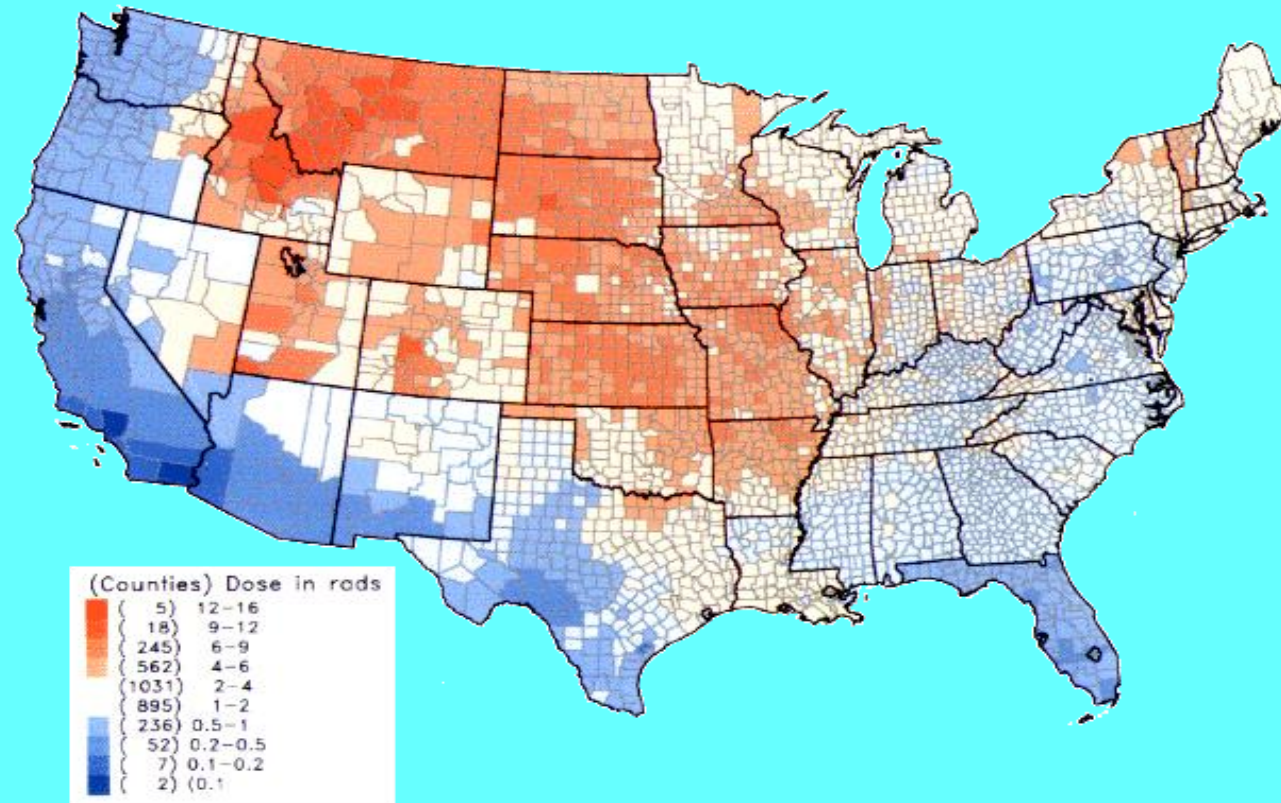 (Counties) Dose in rads
( 5) 12-16
( 18) 9-12
( 245) 6-9
( 562) 4-6
(1031) 2-4
( 895) 1-2
( 236) 0.5-1
( 52) 0.2-0.5
( 7) 0.1-0.2
( 2) (0.1